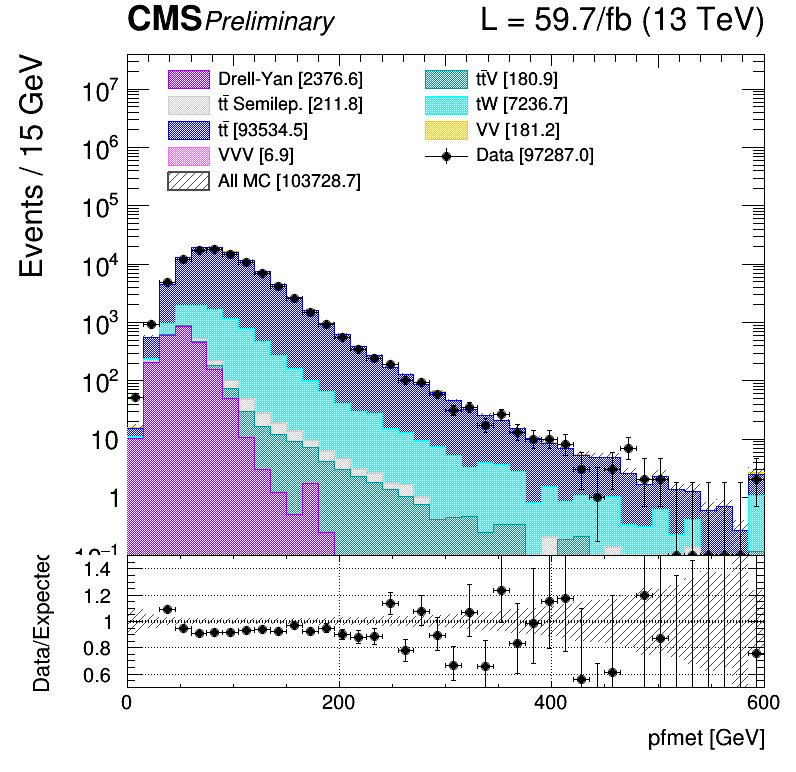 CMS Preliminary L = 59.7/fb (13 TeV)
Events / 15 GeV
Drell-Yan [2376.6]
tt̄ Semilep. [211.8]
tt̄ [93534.5]
VVV [6.9]
All MC [103728.7]
tt̄V [180.9]
tW [7236.7]
VV [181.2]
Data [97287.0]
10⁷
10⁶
10⁵
10⁴
10³
10²
10
1
10⁻¹
Data/Expected
1.4
1.2
1
0.8
0.6
0 200 400 600
pfmet [GeV]